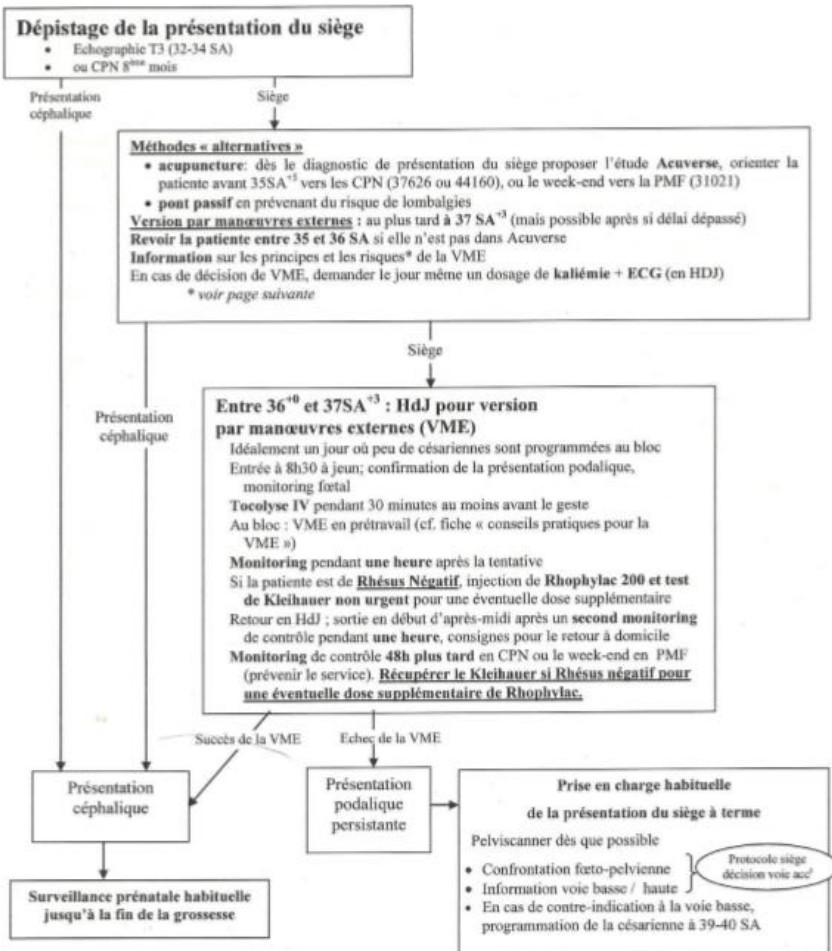 Dépistage de la présentation du siège
• Echographie T3 (32-34 SA)
• ou CPN 8ème mois
Présentation
céphalique
Siège
Méthodes « alternatives »
• acupuncture: dès le diagnostic de présentation du siège proposer l'étude Acuverse, orienter la
patiente avant 35SA+5 vers les CPN (37626 ou 44160), ou le week-end vers la PMF (31021)
• pont passif en prévenant du risque de lombalgies
Version par manœuvres externes : au plus tard à 37 SA+3 (mais possible après si délai dépassé)
Revoir la patiente entre 35 et 36 SA si elle n'est pas dans Acuverse
Information sur les principes et les risques* de la VME
En cas de décision de VME, demander le jour même un dosage de kaliémie + ECG (en HDJ)
* voir page suivante
Siège
Présentation
céphalique
Entre 36+0 et 37SA+3 : HdJ pour version
par manœuvres externes (VME)
Idéalement un jour où peu de césariennes sont programmées au bloc
Entrée à 8h30 à jeun; confirmation de la présentation podalique,
monitoring fœtal
Tocolyse IV pendant 30 minutes au moins avant le geste
Au bloc : VME en prétravail (cf. fiche « conseils pratiques pour la
VME »)
Monitoring pendant une heure après la tentative
Si la patiente est de Rhésus Négatif, injection de Rhophylac 200 et test
de Kleihauer non urgent pour une éventuelle dose supplémentaire
Retour en HdJ ; sortie en début d'après-midi après un second monitoring
de contrôle pendant une heure, consignes pour le retour à domicile
Monitoring de contrôle 48h plus tard en CPN ou le week-end en PMF
(prévenir le service). Récupérer le Kleihauer si Rhésus négatif pour
une éventuelle dose supplémentaire de Rhophylac.
Succès de la VME
Echec de la VME
Présentation
céphalique
Présentation
podalique
persistante
Prise en charge habituelle
de la présentation du siège à terme
Pelviscanner dès que possible
• Confrontation fœto-pelvienne
• Information voie basse / haute
• En cas de contre-indication à la voie basse,
programmation de la césarienne à 39-40 SA
Protocole siège
décision voie acct
Surveillance prénatale habituelle
jusqu'à la fin de la grossesse